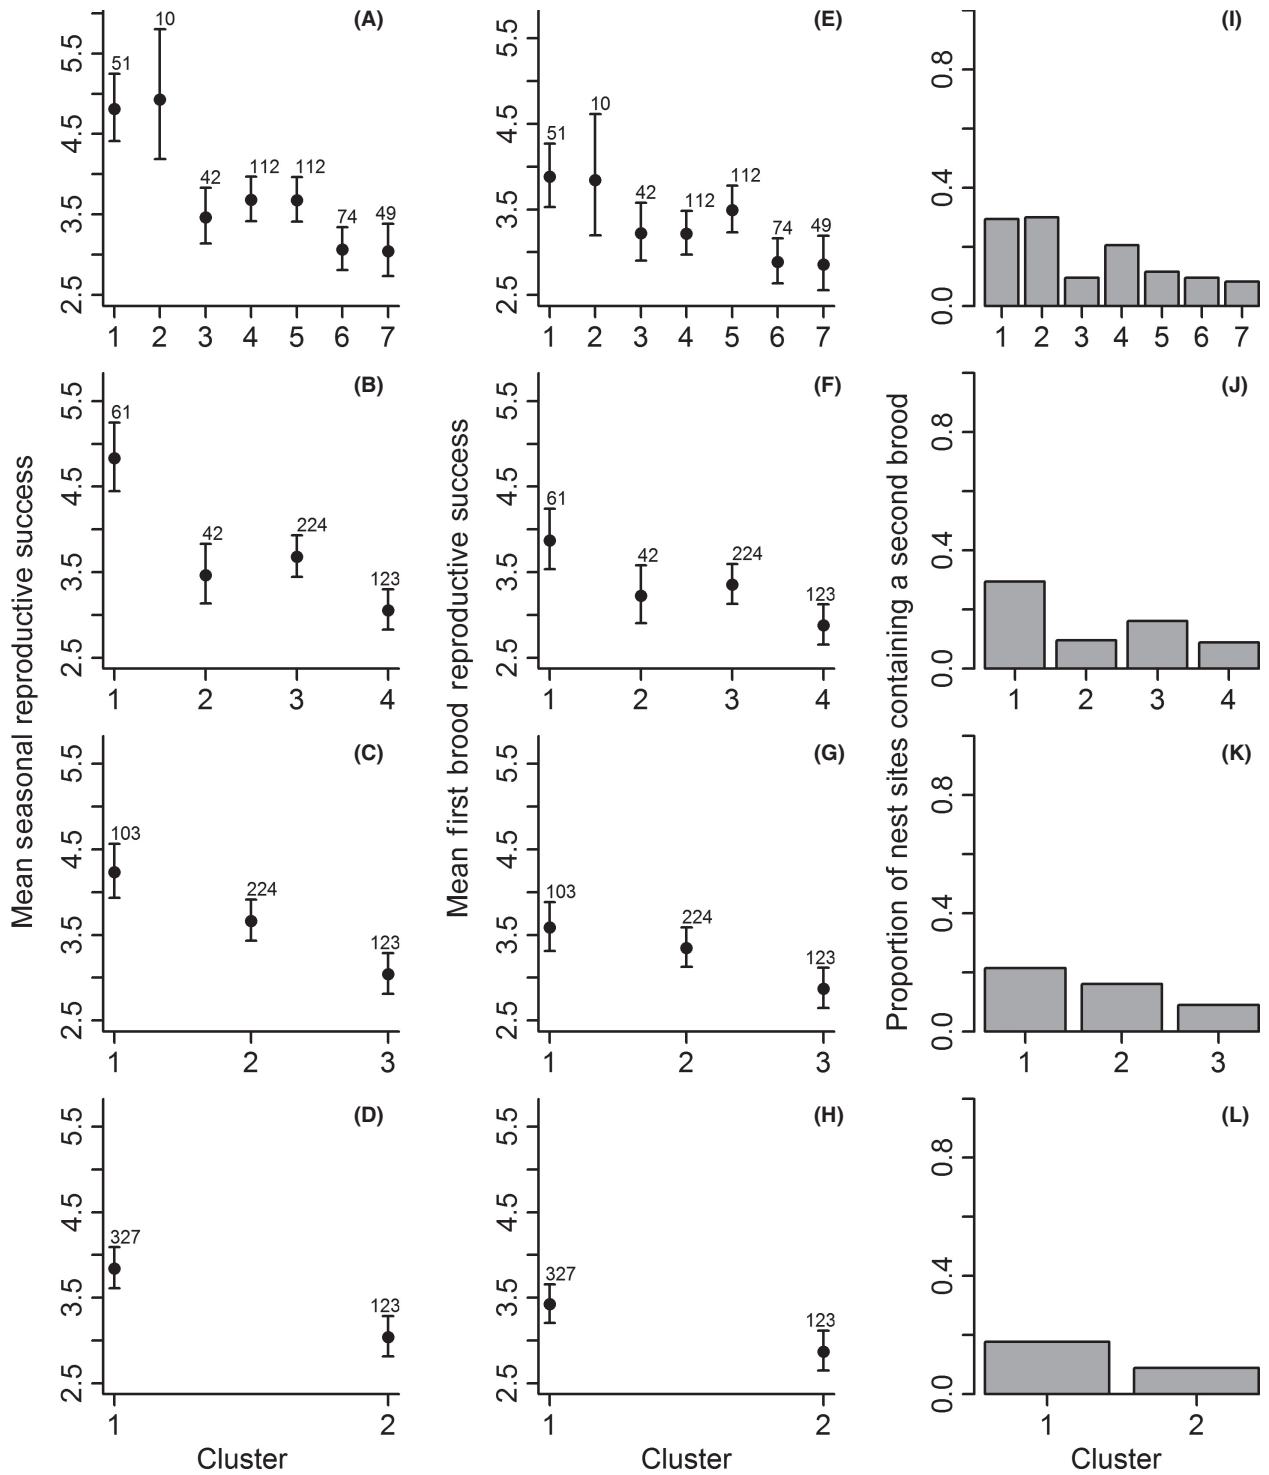 Mean seasonal reproductive success
Mean first brood reproductive success
Proportion of nest sites containing a second brood
(A)
5.5
4.5
3.5
2.5
51
10
42
112
112
74
49
1 2 3 4 5 6 7
(E)
5.5
4.5
3.5
2.5
51
10
42
112
112
74
49
1 2 3 4 5 6 7
(I)
0.8
0.4
0.0
1 2 3 4 5 6 7
(B)
5.5
4.5
3.5
2.5
61
42
224
123
1 2 3 4
(F)
5.5
4.5
3.5
2.5
61
42
224
123
1 2 3 4
(J)
0.8
0.4
0.0
1 2 3 4
(C)
5.5
4.5
3.5
2.5
103
224
123
1 2 3
(G)
5.5
4.5
3.5
2.5
103
224
123
1 2 3
(K)
0.8
0.4
0.0
1 2 3
(D)
5.5
4.5
3.5
2.5
327
123
1 2
Cluster
(H)
5.5
4.5
3.5
2.5
327
123
1 2
Cluster
(L)
0.8
0.4
0.0
1 2
Cluster